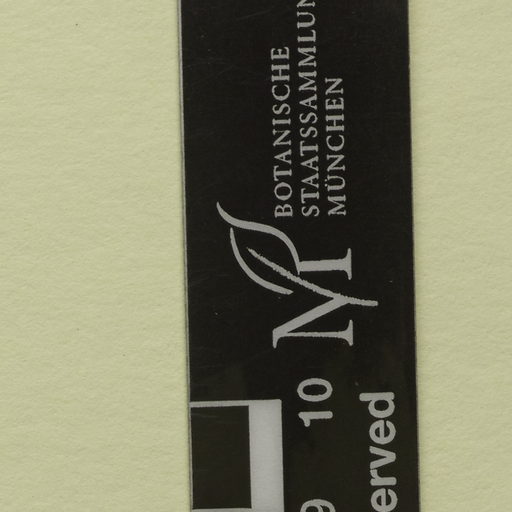 BOTANISCHE
STAATSSAMMLUN
MÜNCHEN
M
9 10
erved